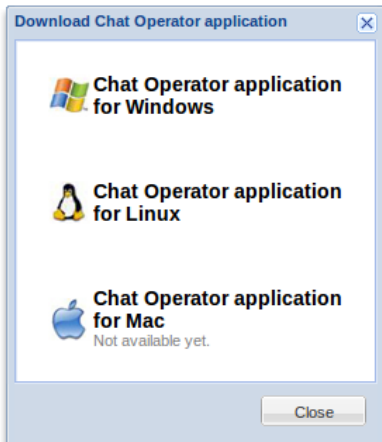 Download Chat Operator application
Chat Operator application
for Windows
Chat Operator application
for Linux
Chat Operator application
for Mac
Not available yet.
Close